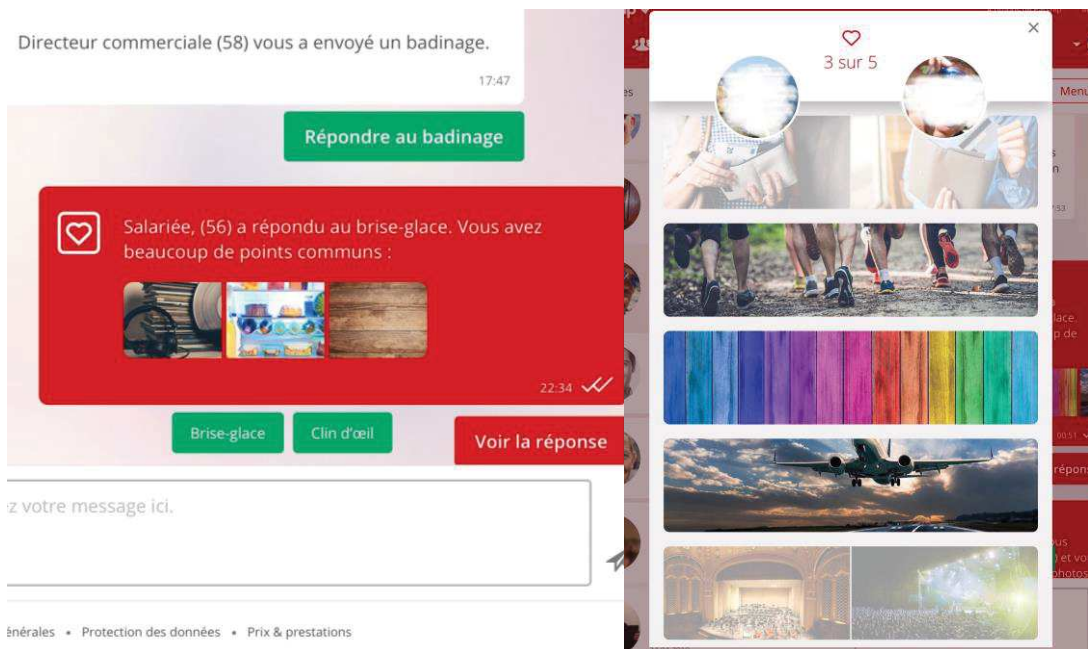 Directeur commerciale (58) vous a envoyé un badinage.
17:47
Répondre au badinage
Salariée, (56) a répondu au brise-glace. Vous avez
beaucoup de points communs :
22:34
Brise-glace
Clin d'œil
Voir la réponse
votre message ici.
Protection des données • Prix & prestations
3 sur 5
×
Menu
00:51